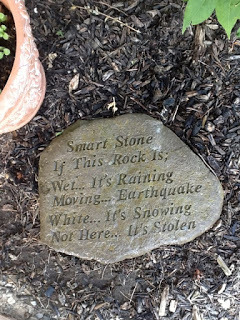 Smart Stone
If This Rock Is;
Wet... It's Raining
Moving... Earthquake
White... It's Snowing
Not Here... It's Stolen